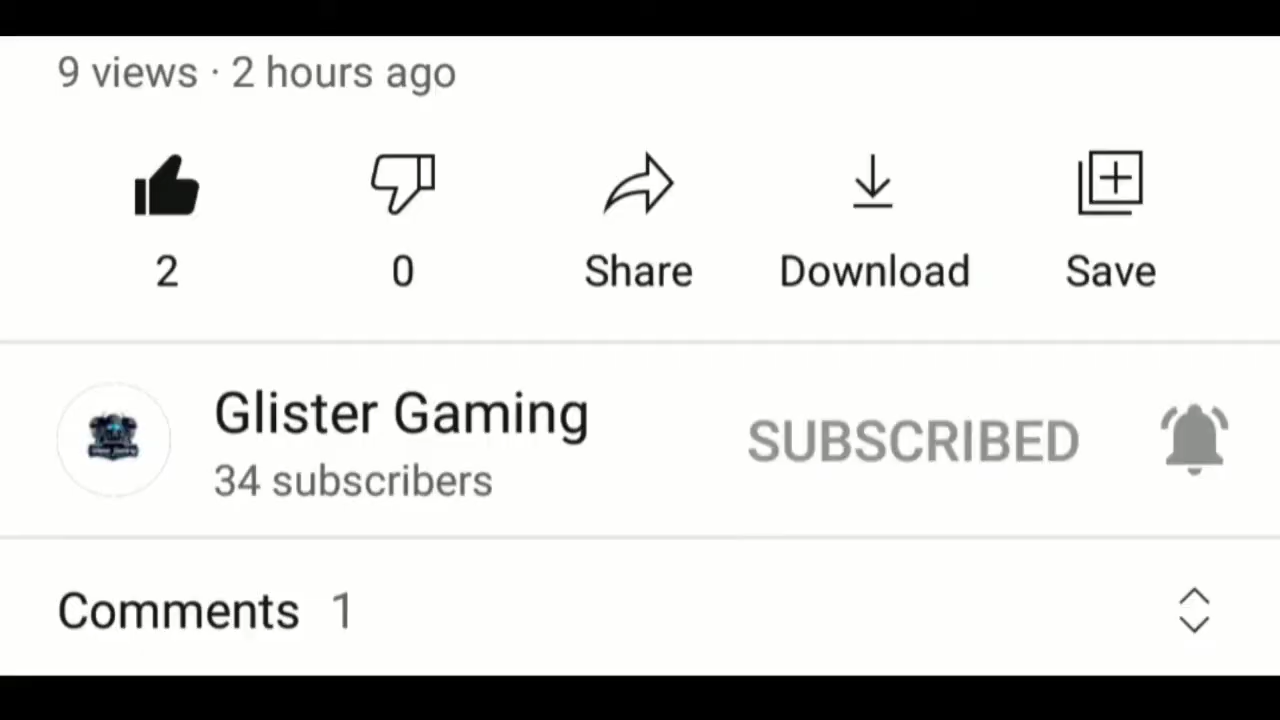 9 views · 2 hours ago
2
0
Share
Download
Save
Glister Gaming
SUBSCRIBED
34 subscribers
Comments 1